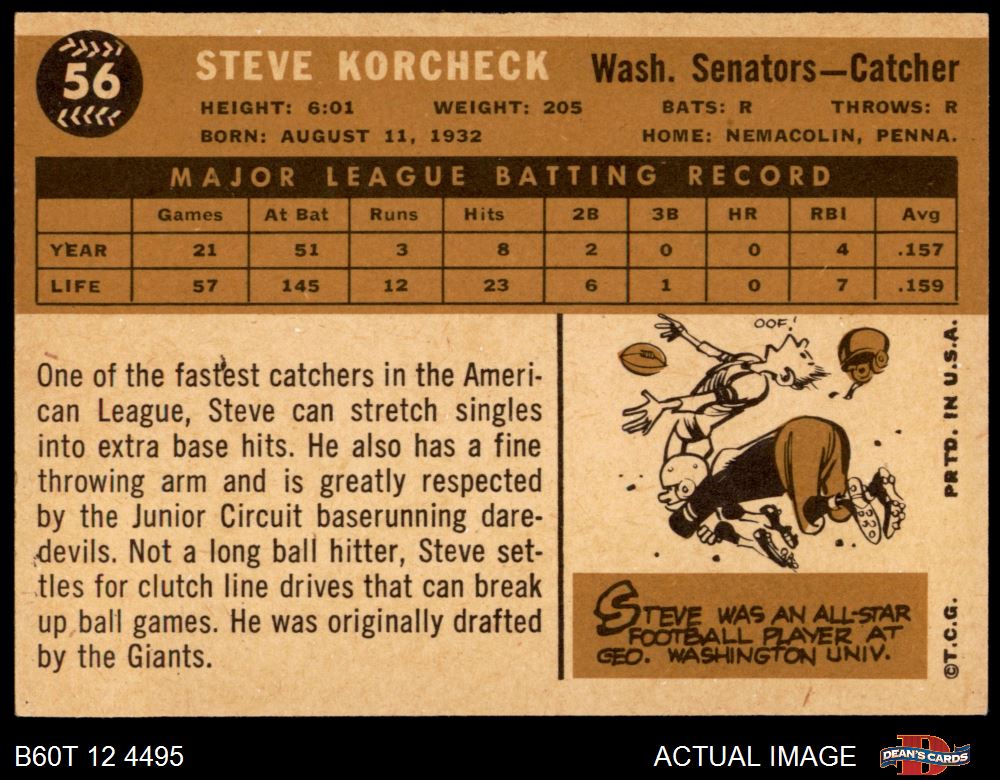 56
STEVE KORCHECK
Wash. Senators—Catcher
HEIGHT: 6:01 WEIGHT: 205 BATS: R THROWS: R
BORN: AUGUST 11, 1932 HOME: NEMACOLIN, PENNA.
MAJOR LEAGUE BATTING RECORD
Games At Bat Runs Hits 2B 3B HR RBI Avg
YEAR 21 51 3 8 2 0 0 4 .157
LIFE 57 145 12 23 6 1 0 7 .159
One of the fastest catchers in the Ameri-
can League, Steve can stretch singles
into extra base hits. He also has a fine
throwing arm and is greatly respected
by the Junior Circuit baserunning dare-
devils. Not a long ball hitter, Steve set-
tles for clutch line drives that can break
up ball games. He was originally drafted
by the Giants.
OOF!
STEVE WAS AN ALL-STAR
FOOTBALL PLAYER AT
GEO. WASHINGTON UNIV.
©T.C.G. PRTD. IN U.S.A.
B60T 12 4495
ACTUAL IMAGE
D
DEAN'S CARDS